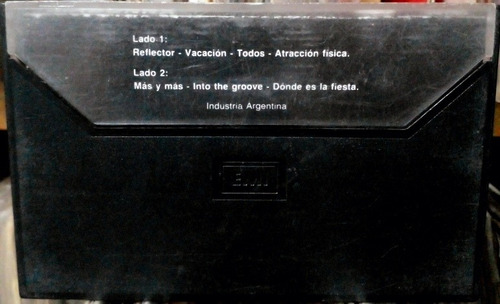 Lado 1:
Reflector - Vacación - Todos - Atracción física.
Lado 2:
Más y más - Into the groove - Dónde es la fiesta.
Industria Argentina
EMI